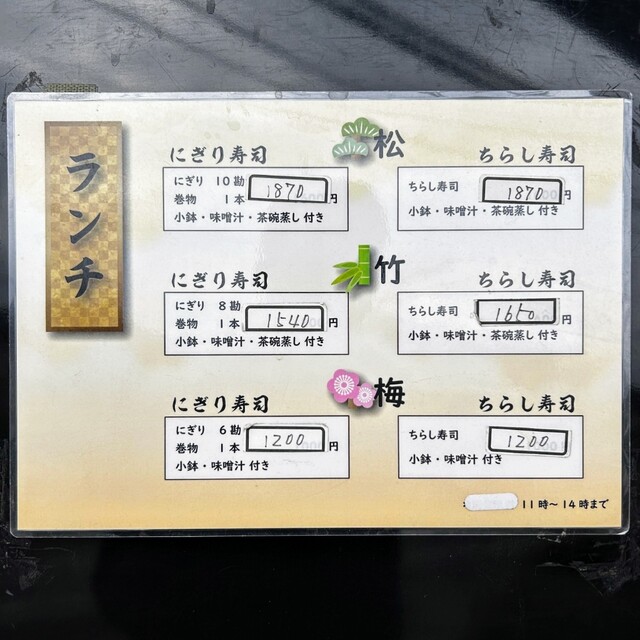 ランチ
松
にぎり寿司
にぎり 10勘
巻物 1本 1870 円
小鉢・味噌汁・茶碗蒸し付き
ちらし寿司
ちらし寿司 1870 円
小鉢・味噌汁・茶碗蒸し付き
竹
にぎり寿司
にぎり 8勘
巻物 1本 1540 円
小鉢・味噌汁・茶碗蒸し付き
ちらし寿司
ちらし寿司 1650 円
小鉢・味噌汁・茶碗蒸し付き
梅
にぎり寿司
にぎり 6勘
巻物 1本 1200 円
小鉢・味噌汁付き
ちらし寿司
ちらし寿司 1200 円
小鉢・味噌汁付き
11時～14時まで